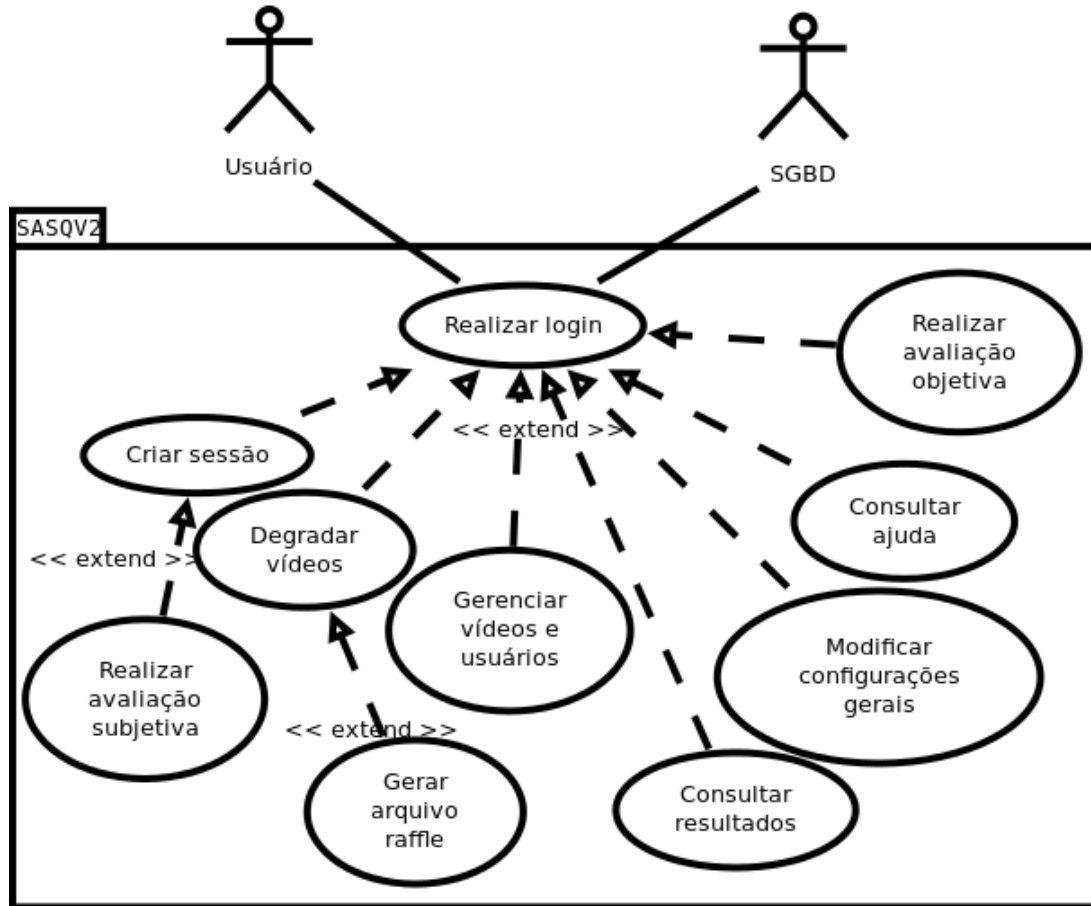 Usuário
SGBD
SASQV2
Realizar login
Realizar
avaliação
objetiva
<< extend >>
Criar sessão
Consultar
ajuda
Degradar
vídeos
<< extend >>
Gerenciar
vídeos e
usuários
Modificar
configurações
gerais
Realizar
avaliação
subjetiva
<< extend >>
Gerar
arquivo
raffle
Consultar
resultados